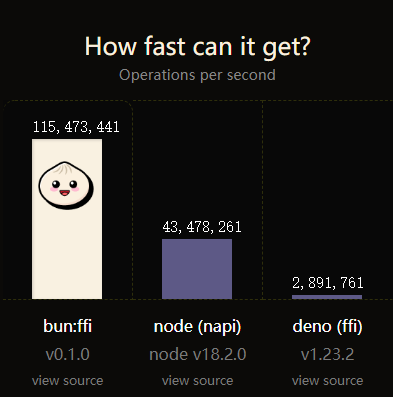 How fast can it get?
Operations per second
115,473,441
43,478,261
2,891,761
bun:ffi
node (napi)
deno (ffi)
v0.1.0
node v18.2.0
v1.23.2
view source
view source
view source